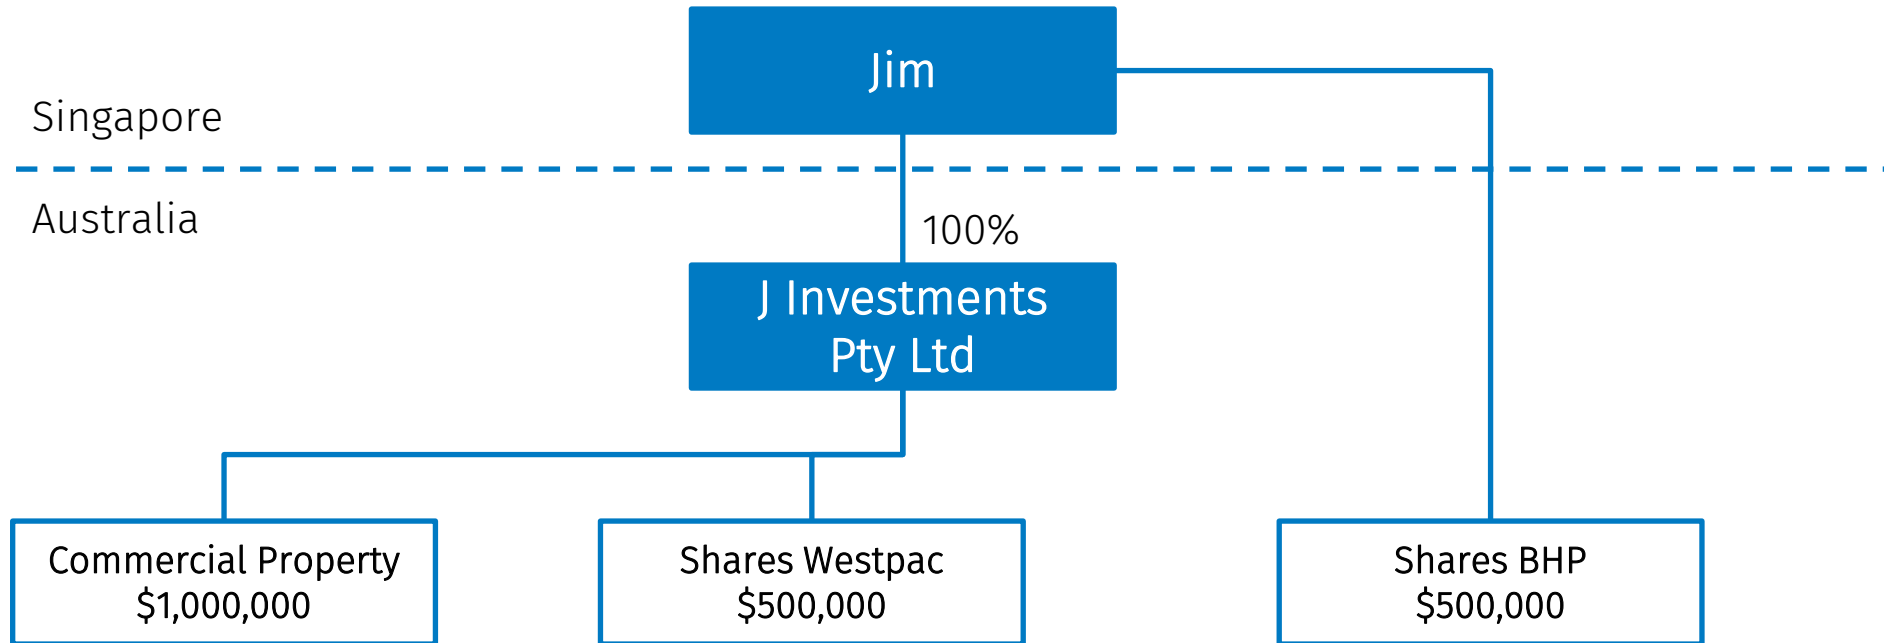 Jim
Singapore
Australia
100%
J Investments
Pty Ltd
Commercial Property
$1,000,000
Shares Westpac
$500,000
Shares BHP
$500,000